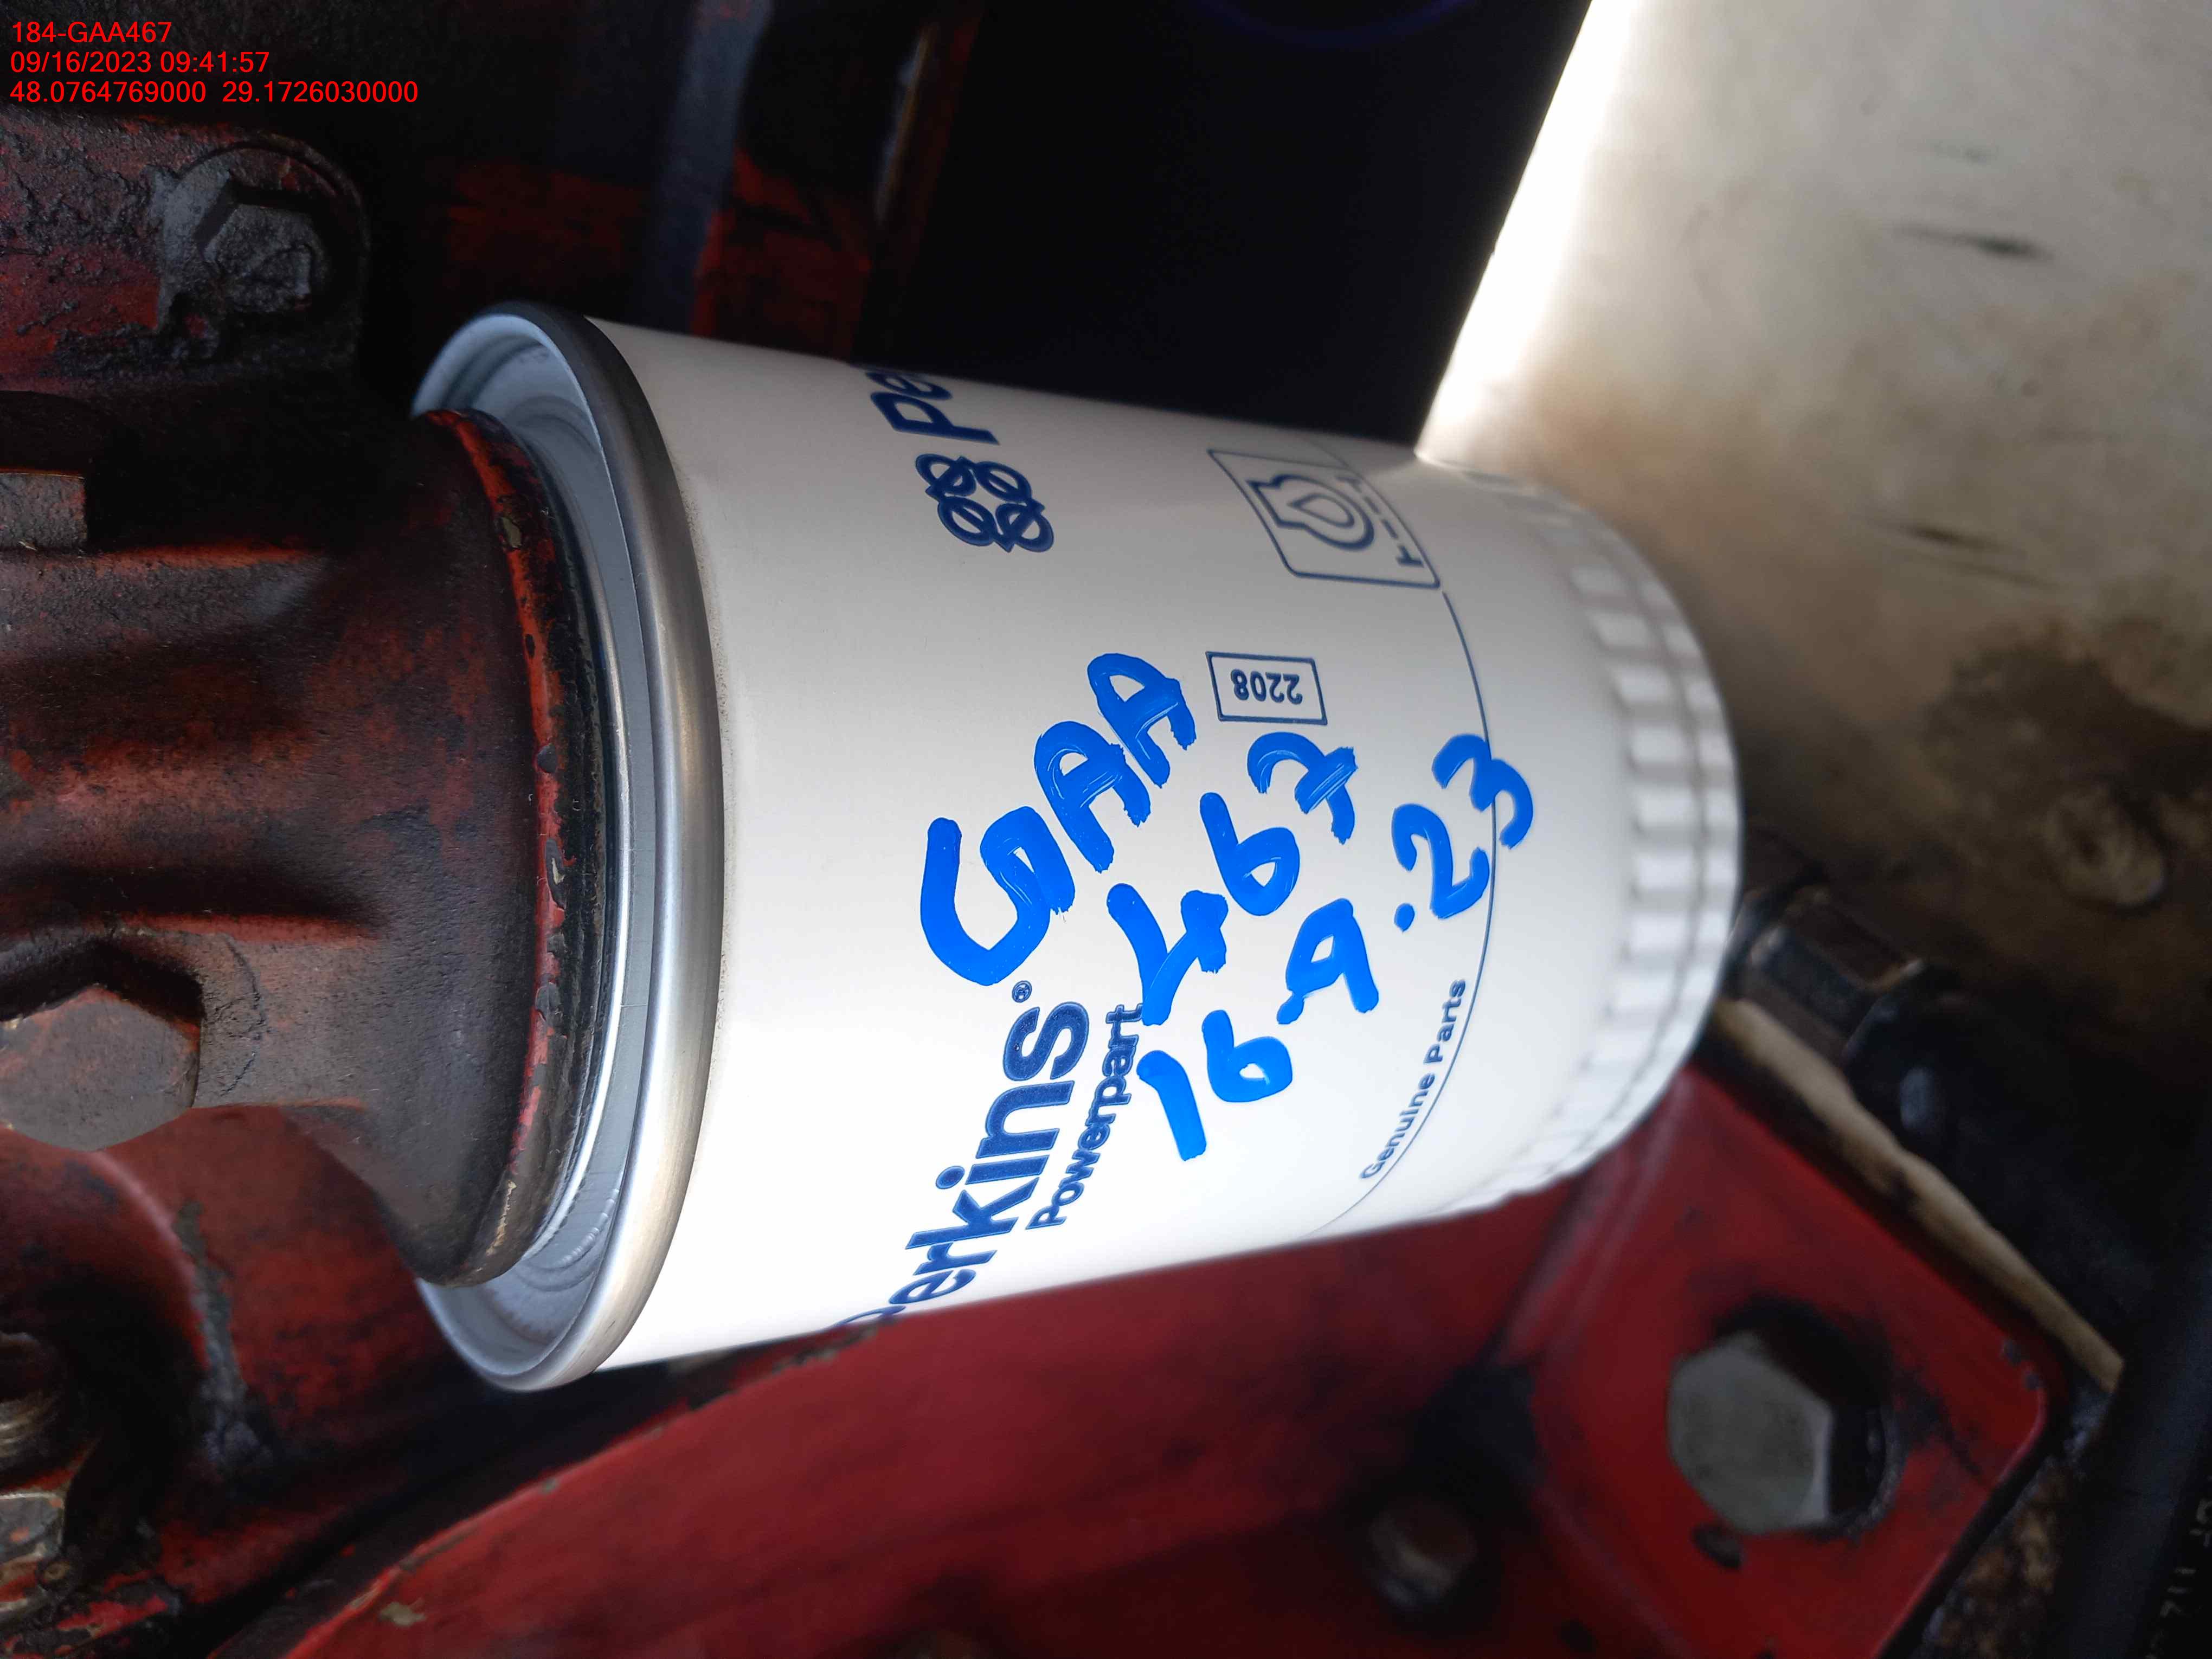 184-GAA467
09/16/2023 09:41:57
48.0764769000 29.1726030000
Pe
erkins®
Powerpart
GAA
467
16.9.23
2208
Genuine Parts